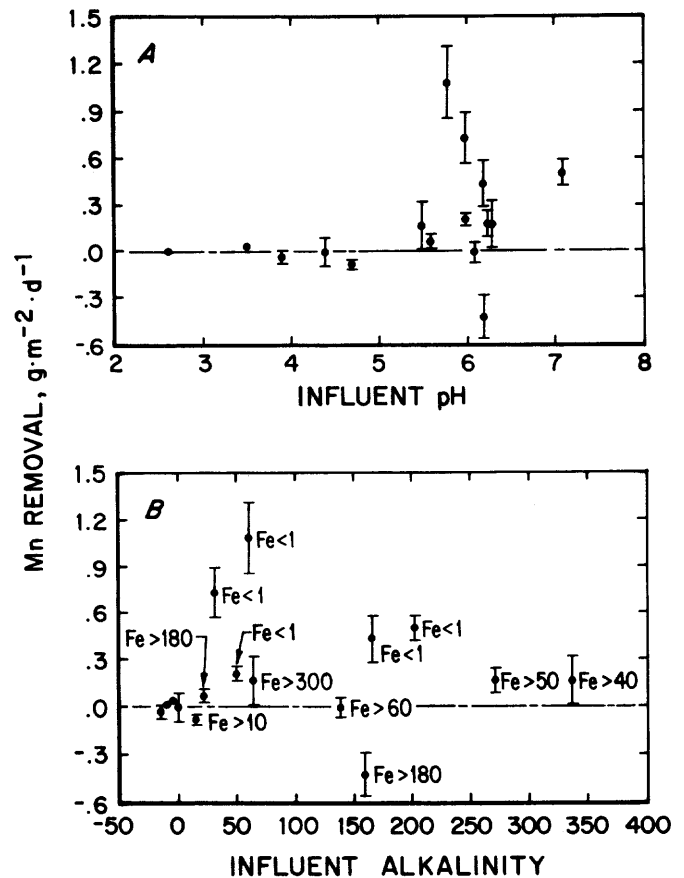 Mn REMOVAL, g·m⁻²·d⁻¹
A
1.5
1.2
.9
.6
.3
.0
-.3
-.6
2 3 4 5 6 7 8
INFLUENT pH
B
1.5
1.2
.9
.6
.3
.0
-.3
-.6
Fe<1
Fe<1
Fe>180
Fe<1
Fe<1
Fe<1
Fe>300
Fe>50
Fe>40
Fe>10
Fe>60
Fe>180
-50 0 50 100 150 200 250 300 350 400
INFLUENT ALKALINITY